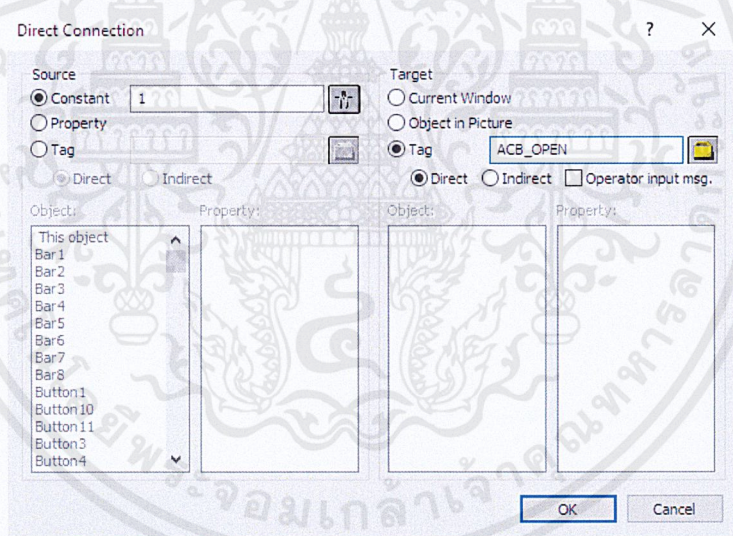 Direct Connection
Source
Constant 1
Property
Tag
Direct Indirect
Object: Property:
This object
Bar1
Bar2
Bar3
Bar4
Bar5
Bar6
Bar7
Bar8
Button1
Button10
Button11
Button3
Button4
Target
Current Window
Object in Picture
Tag ACB_OPEN
Direct Indirect Operator input msg.
Object: Property:
OK Cancel